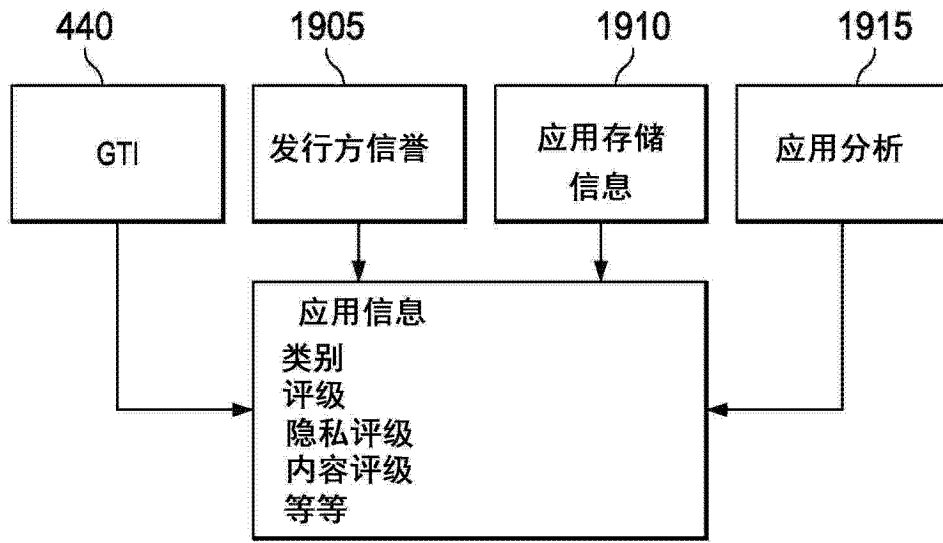 440
1905
1910
1915
GTI
发行方信誉
应用存储
信息
应用分析
应用信息
类别
评级
隐私评级
内容评级
等等